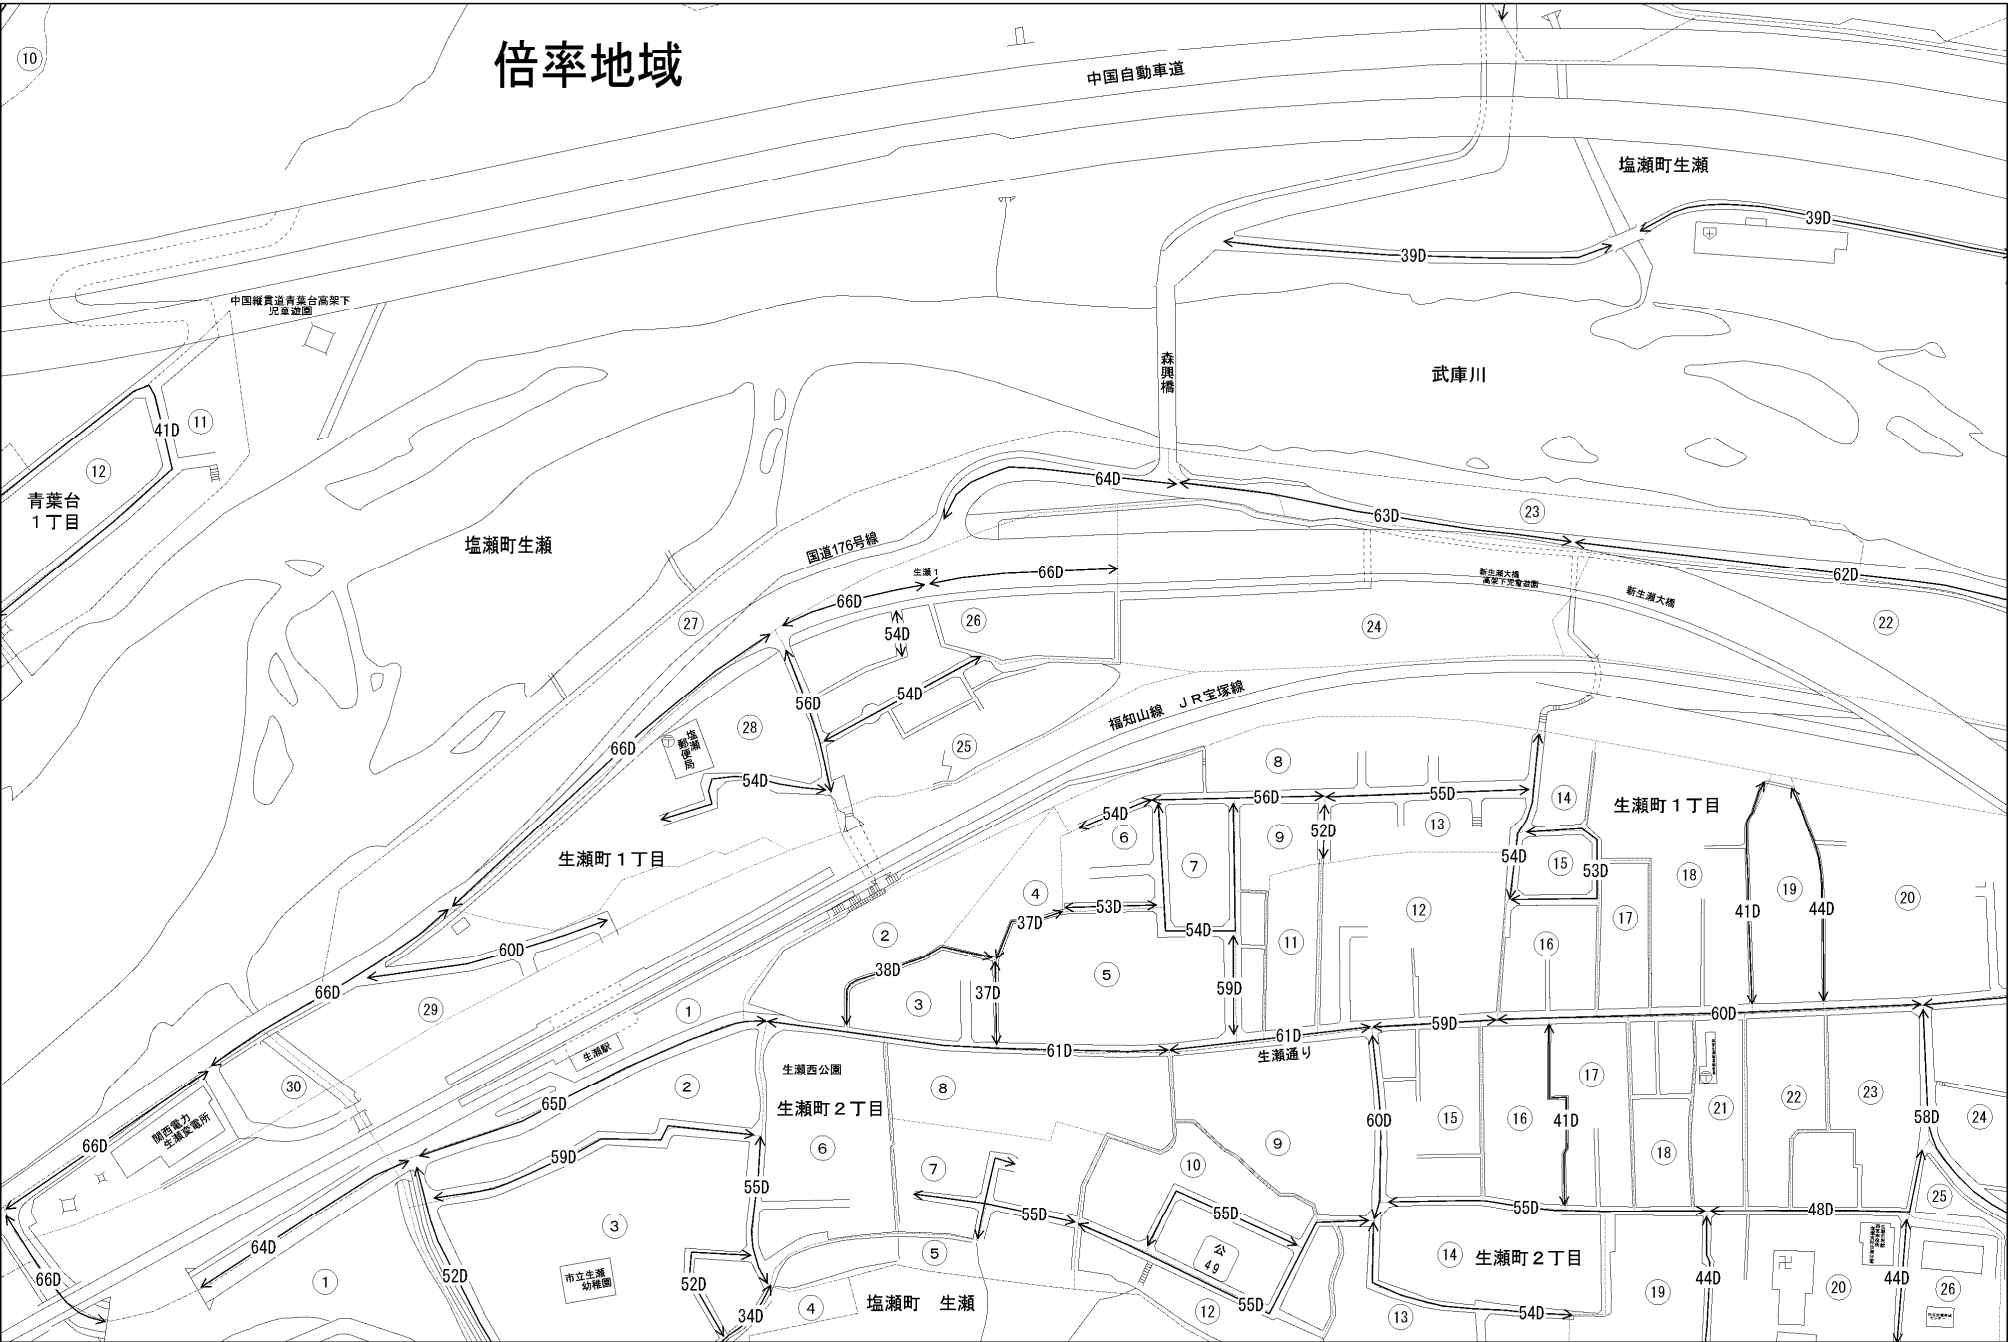 倍率地域
10
中国自動車道
塩瀬町生瀬
39D
39D
中国縦貫道青葉台高架下
児童遊園
森興橋
武庫川
41D
11
12
青葉台
1丁目
塩瀬町生瀬
64D
63D
23
国道176号線
生瀬1
66D
66D
新生瀬大橋
高架下児童遊園
新生瀬大橋
62D
27
54D
26
24
22
54D
56D
28
塩瀬
郵便局
66D
25
福知山線 JR宝塚線
54D
8
56D
55D
14
生瀬町1丁目
54D
6
9
52D
13
生瀬町1丁目
7
54D
15
53D
18
4
53D
37D
54D
12
17
41D
19
44D
20
2
60D
66D
38D
37D
5
59D
11
16
29
3
1
61D
61D
59D
60D
生瀬通り
生瀬駅
30
2
65D
生瀬西公園
8
生瀬町2丁目
関西電力
生瀬変電所
66D
59D
6
9
60D
15
16
41D
17
21
22
23
58D
24
7
10
18
55D
3
55D
55D
55D
48D
25
64D
5
公
49
14
生瀬町2丁目
66D
1
52D
市立生瀬
幼稚園
52D
34D
4
塩瀬町 生瀬
12
55D
13
54D
19
44D
20
44D
26